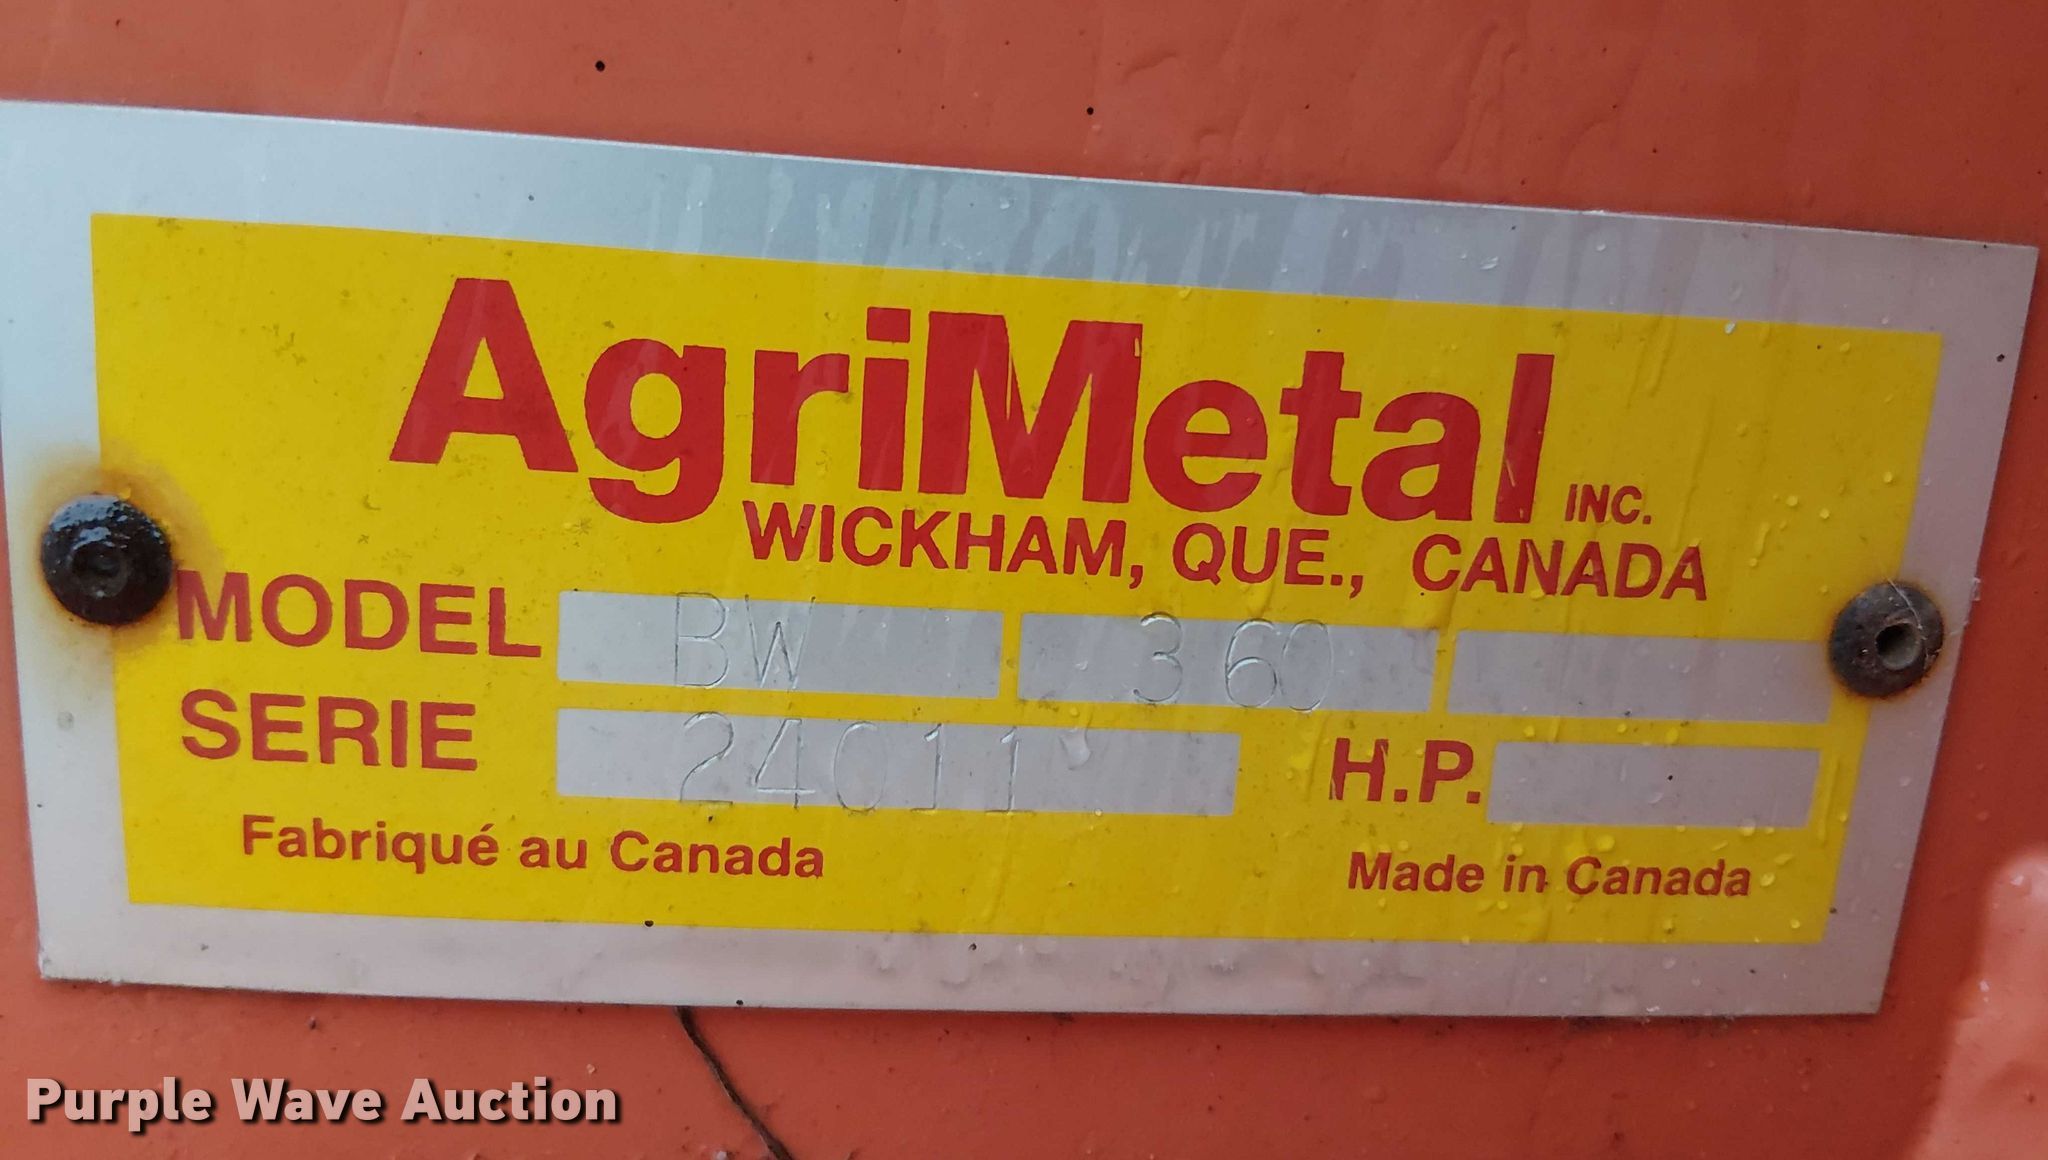 AgriMetal INC.
WICKHAM, QUE., CANADA
MODEL BW 360
SERIE 24011 H.P.
Fabriqué au Canada Made in Canada
Purple Wave Auction